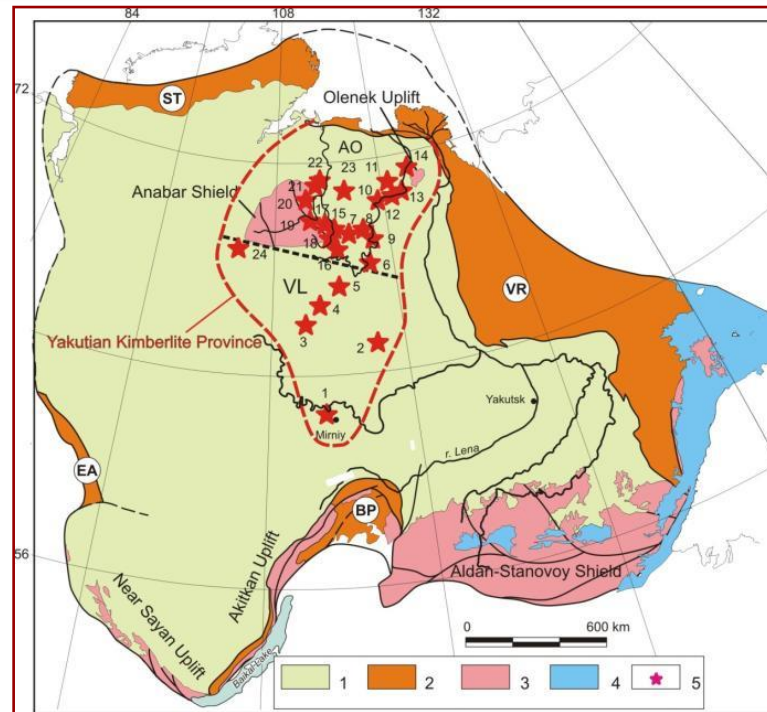 84
108
132
72
ST
Olenek Uplift
AO
22
23
11
14
Anabar Shield
21
10
13
20
12
17
15
7
8
19
18
9
16
6
24
VL
5
VR
4
Yakutian Kimberlite Province
3
2
1
Mirniy
Yakutsk
r. Lena
EA
BP
56
Aldan-Stanovoy Shield
Akitkan Uplift
Near Sayan Uplift
Baikal Lake
0 600 km
1 2 3 4 5